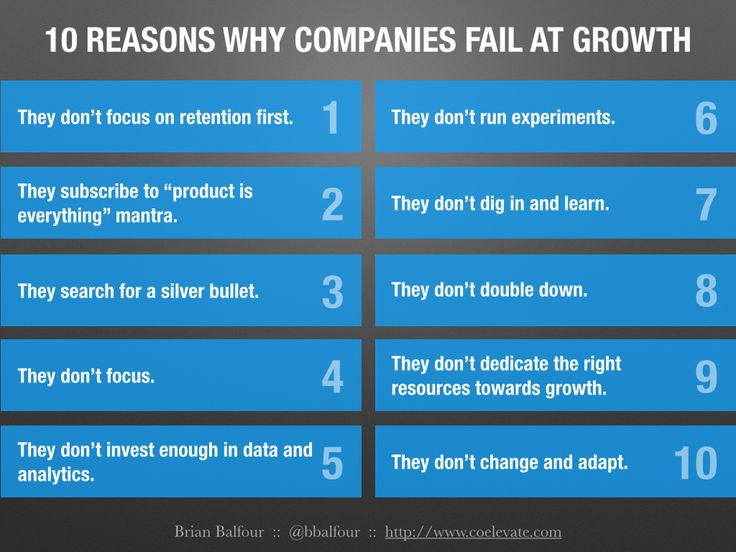 10 REASONS WHY COMPANIES FAIL AT GROWTH
They don’t focus on retention first. 1
They subscribe to “product is
everything” mantra. 2
They search for a silver bullet. 3
They don’t focus. 4
They don’t invest enough in data and
analytics. 5
They don’t run experiments. 6
They don’t dig in and learn. 7
They don’t double down. 8
They don’t dedicate the right
resources towards growth. 9
They don’t change and adapt. 10
Brian Balfour :: @bbalfour :: http://www.coelevate.com